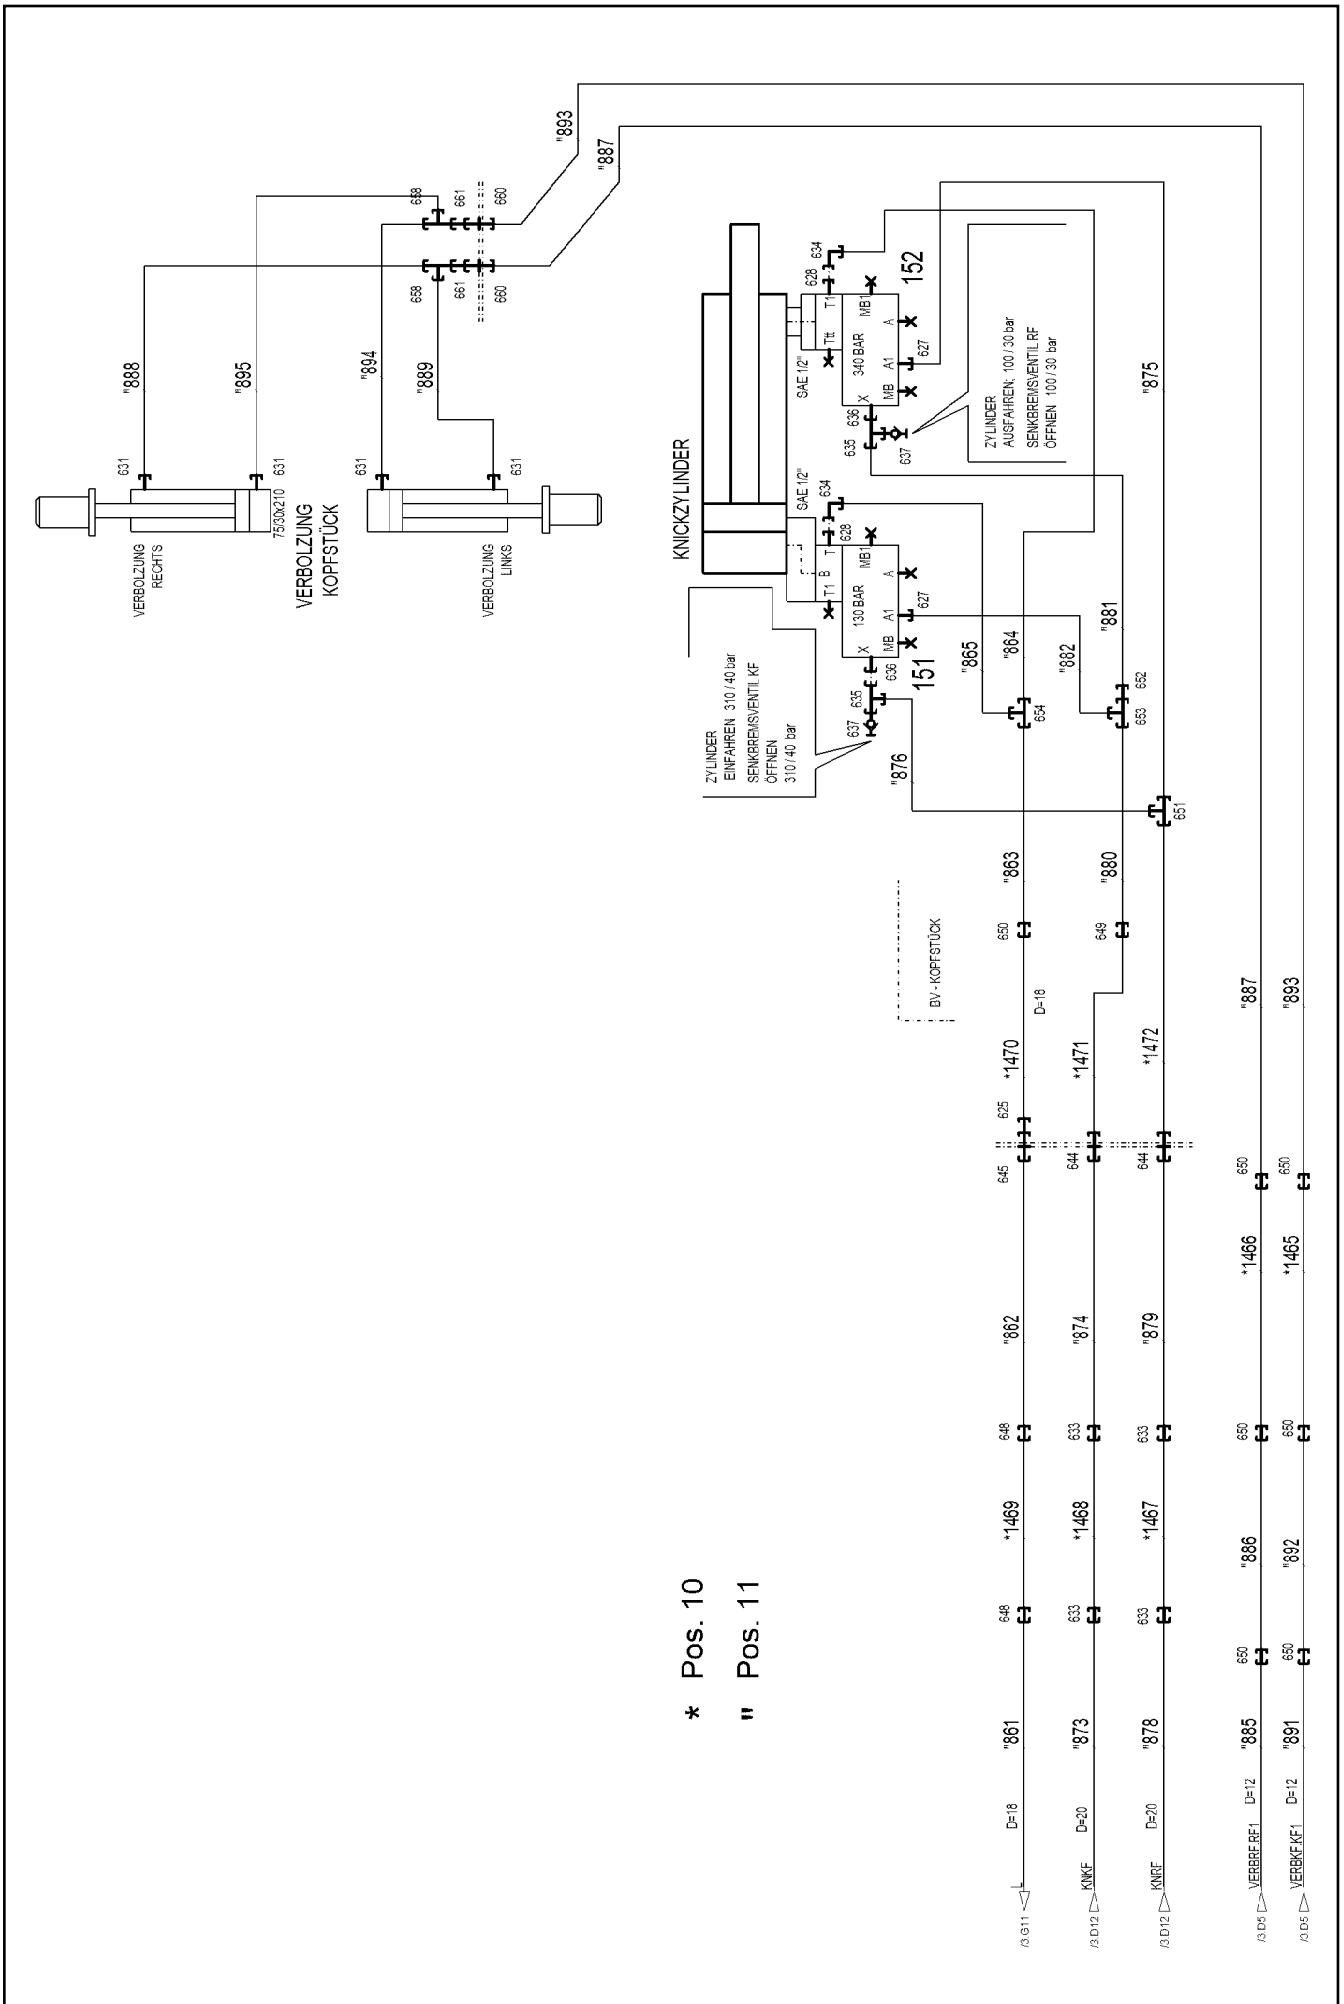 "893
"887
658
661
660
658
661
660
"888
"895
"894
"889
631
631
631
631
75/30x210
VERBOLZUNG
RECHTS
VERBOLZUNG
KOPFSTÜCK
VERBOLZUNG
LINKS
KNICKZYLINDER
SAE 1/2"
628
634
T1
Ttt
MB1
152
340 BAR
A
A1
627
MB
X
636
635
637
ZYLINDER
AUSFAHREN: 100 / 30 bar
SENKBREMSVENTIL RF
ÖFFNEN 100 / 30 bar
"875
SAE 1/2"
634
628
T
B
T1
MB1
130 BAR
A
A1
627
MB
X
636
151
635
637
ZYLINDER
EINFAHREN 310 / 40 bar
SENKBREMSVENTIL KF
ÖFFNEN
310 / 40 bar
"876
"865
"864
"882
"881
654
652
653
651
"863
"880
650
649
BV - KOPFSTÜCK
D=18
*1470
*1471
*1472
"887
"893
625
645
644
644
650
650
*1466
*1465
"862
"874
"879
648
633
633
650
650
*1469
*1468
*1467
"886
"892
648
633
633
650
650
* Pos. 10
" Pos. 11
"861
"873
"878
"885
"891
D=18
D=20
D=20
D=12
D=12
L
KNKF
KNRF
VERBRF.RF1
VERBKF.KF1
/3.G11
/3.D12
/3.D12
/3.D5
/3.D5